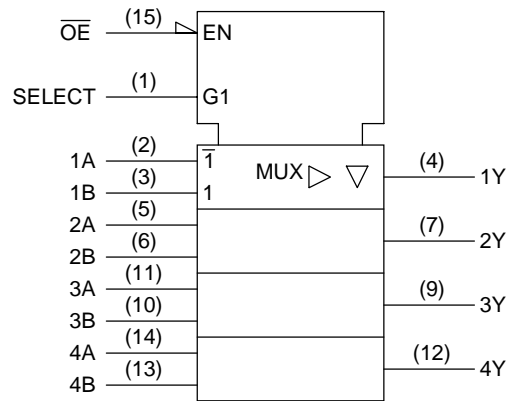 O̅E̅ (15) EN
SELECT (1) G1
1A (2) 1̅ MUX (4) 1Y
1B (3) 1
2A (5) (7) 2Y
2B (6)
3A (11) (9) 3Y
3B (10)
4A (14) (12) 4Y
4B (13)